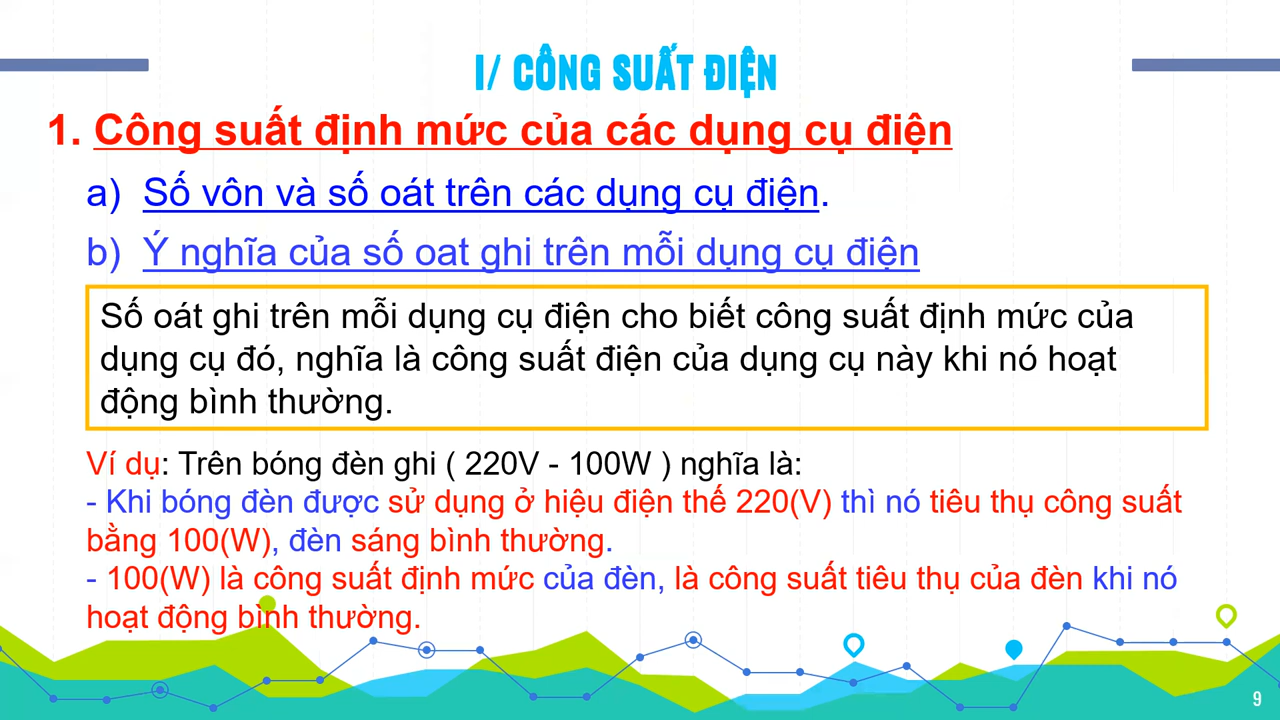 I/ CÔNG SUẤT ĐIỆN
1. Công suất định mức của các dụng cụ điện
a) Số vôn và số oát trên các dụng cụ điện.
b) Ý nghĩa của số oat ghi trên mỗi dụng cụ điện
Số oát ghi trên mỗi dụng cụ điện cho biết công suất định mức của
dụng cụ đó, nghĩa là công suất điện của dụng cụ này khi nó hoạt
động bình thường.
Ví dụ: Trên bóng đèn ghi ( 220V - 100W ) nghĩa là:
- Khi bóng đèn được sử dụng ở hiệu điện thế 220(V) thì nó tiêu thụ công suất
bằng 100(W), đèn sáng bình thường.
- 100(W) là công suất định mức của đèn, là công suất tiêu thụ của đèn khi nó
hoạt động bình thường.
9